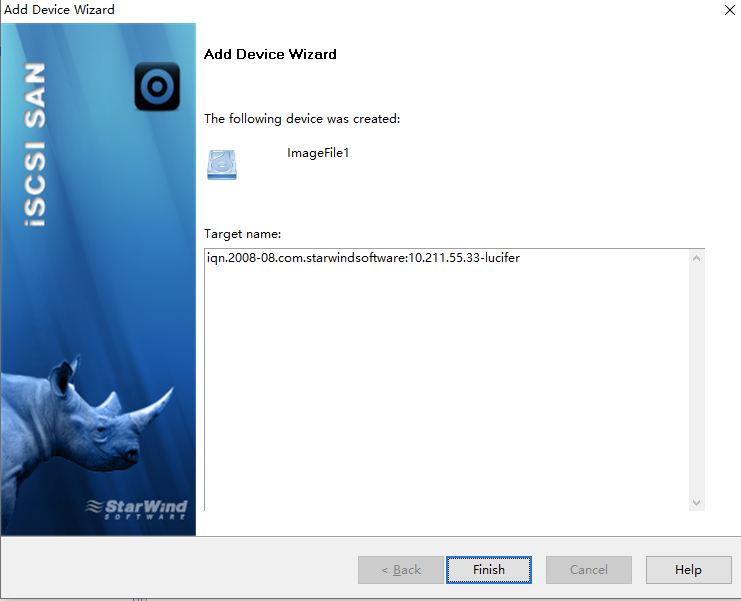 Add Device Wizard
iSCSI SAN
Add Device Wizard
The following device was created:
ImageFile1
Target name:
iqn.2008-08.com.starwindsoftware:10.211.55.33-lucifer
StarWind
SOFTWARE
< Back
Finish
Cancel
Help